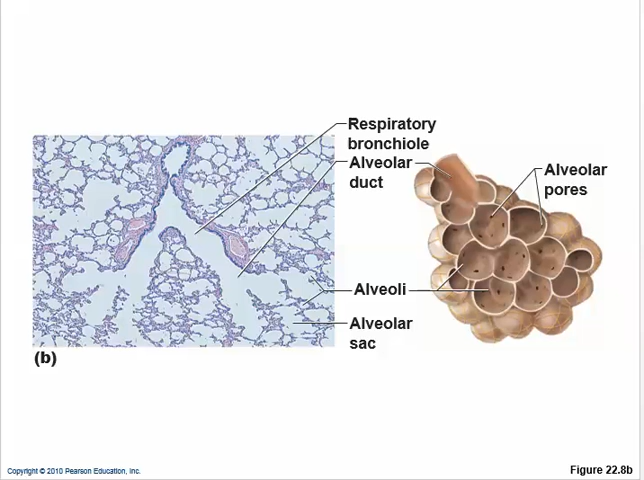 Respiratory
bronchiole
Alveolar
duct
Alveolar
pores
Alveoli
Alveolar
sac
(b)
Copyright © 2010 Pearson Education, Inc.
Figure 22.8b